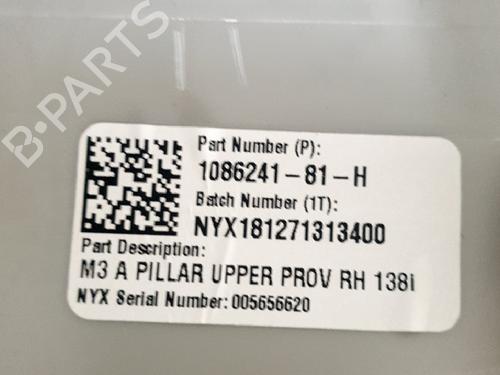 B-PARTS
Part Number (P):
1086241-81-H
Batch Number (1T):
NYX181271313400
Part Description:
M3 A PILLAR UPPER PROV RH 138i
NYX Serial Number: 005656620